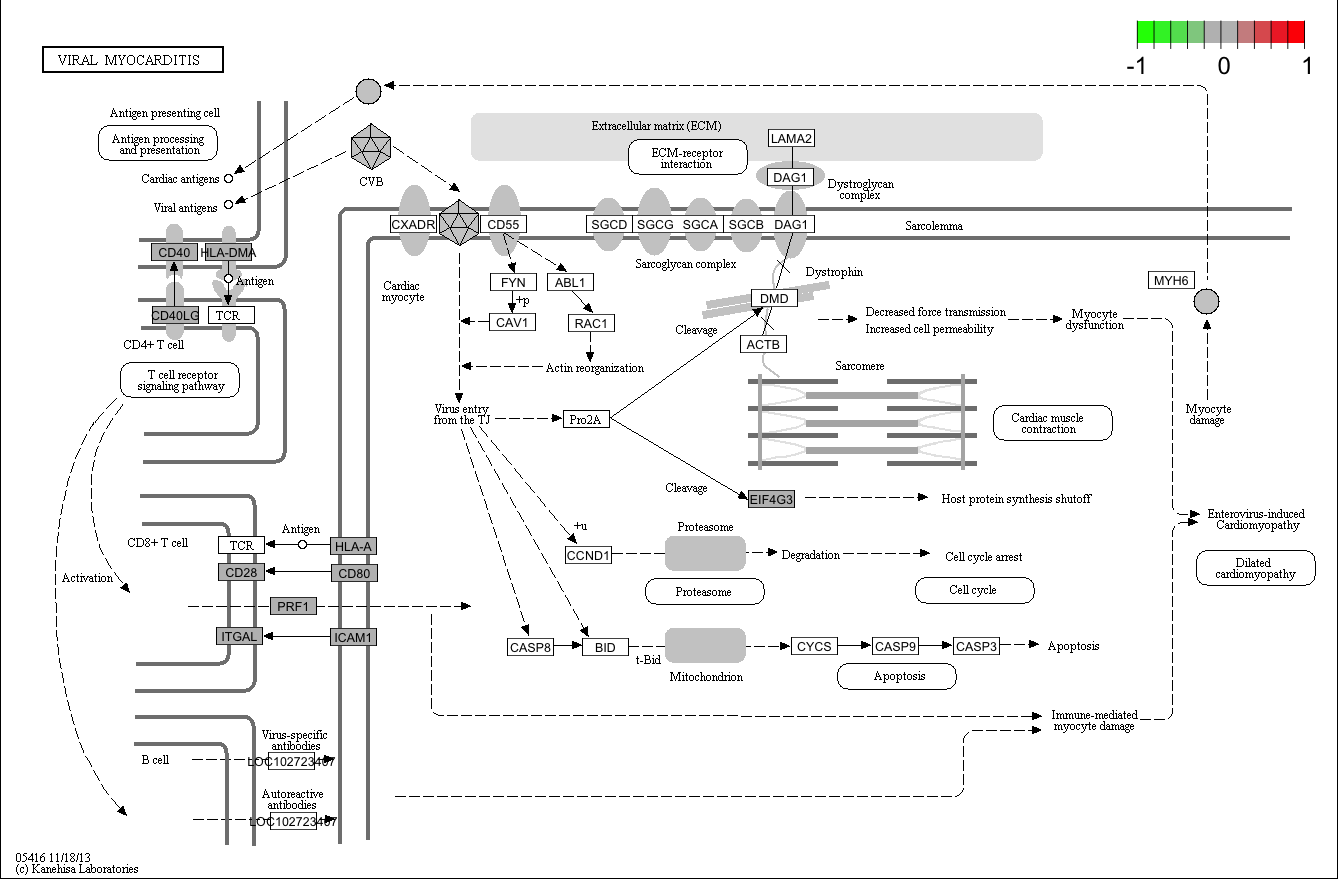 VIRAL MYOCARDITIS
-1 0 1
Antigen presenting cell
Antigen processing
and presentation
Cardiac antigens
Viral antigens
CVB
Extracellular matrix (ECM)
ECM-receptor
interaction
LAMA2
DAG1
Dystroglycan
complex
CXADR
CD55
SGCD
SGCG
SGCA
SGCB
DAG1
Sarcolemma
CD40
HLA-DMA
Antigen
CD40LG
TCR
CD4+ T cell
T cell receptor
signaling pathway
Cardiac
myocyte
Sarcoglycan complex
FYN
ABL1
+p
CAV1
RAC1
Actin reorganization
Dystrophin
DMD
Cleavage
ACTB
Decreased force transmission
Increased cell permeability
Myocyte
dysfunction
MYH6
Sarcomere
Virus entry
from the TJ
Pro2A
Cardiac muscle
contraction
Myocyte
damage
Cleavage
EIF4G3
Host protein synthesis shutoff
Enterovirus-induced
Cardiomyopathy
Dilated
cardiomyopathy
CD8+ T cell
TCR
Antigen
HLA-A
CD28
CD80
Activation
PRF1
ITGAL
ICAM1
+u
CCND1
Proteasome
Degradation
Cell cycle arrest
Proteasome
Cell cycle
CASP8
BID
t-Bid
Mitochondrion
CYCS
CASP9
CASP3
Apoptosis
Apoptosis
Immune-mediated
myocyte damage
Virus-specific
antibodies
B cell
LOC102723407
Autoreactive
antibodies
LOC102723407
05416 11/18/13
(c) Kanehisa Laboratories